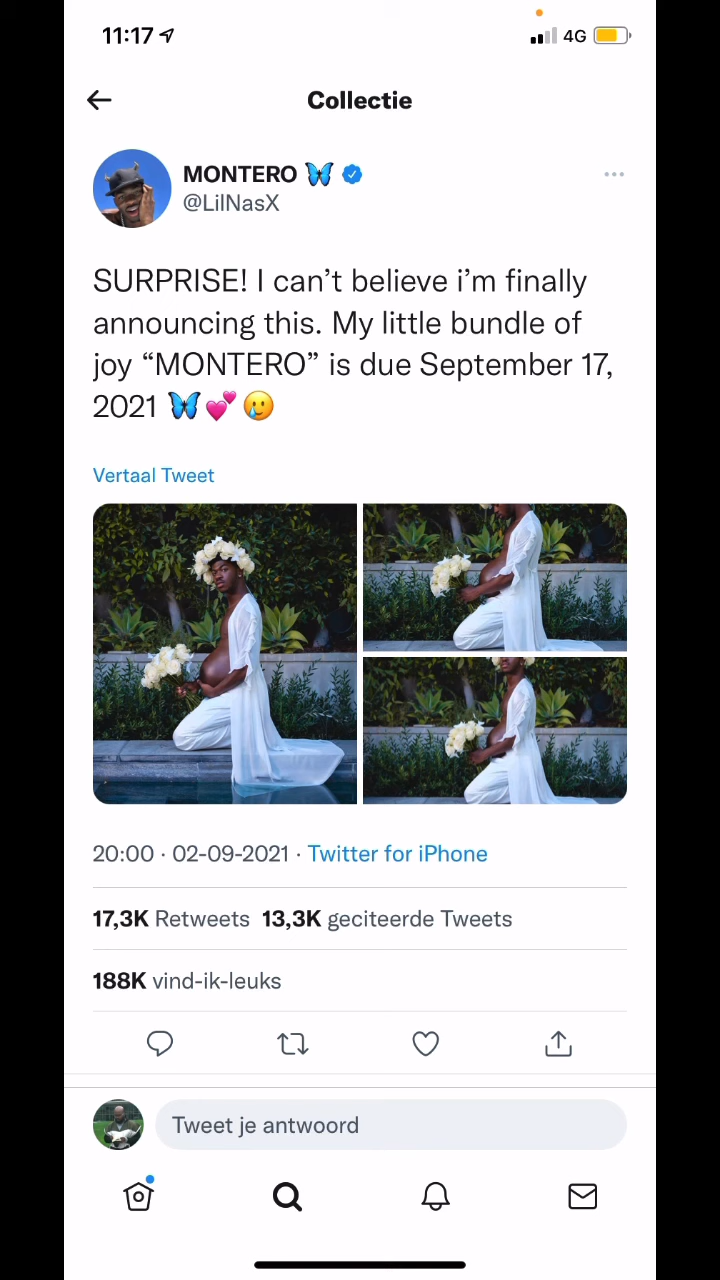 11:17
4G
Collectie
MONTERO 🦋
@LilNasX
SURPRISE! I can’t believe i’m finally
announcing this. My little bundle of
joy “MONTERO” is due September 17,
2021 🦋💕🥲
Vertaal Tweet
20:00 · 02-09-2021 · Twitter for iPhone
17,3K Retweets 13,3K geciteerde Tweets
188K vind-ik-leuks
Tweet je antwoord